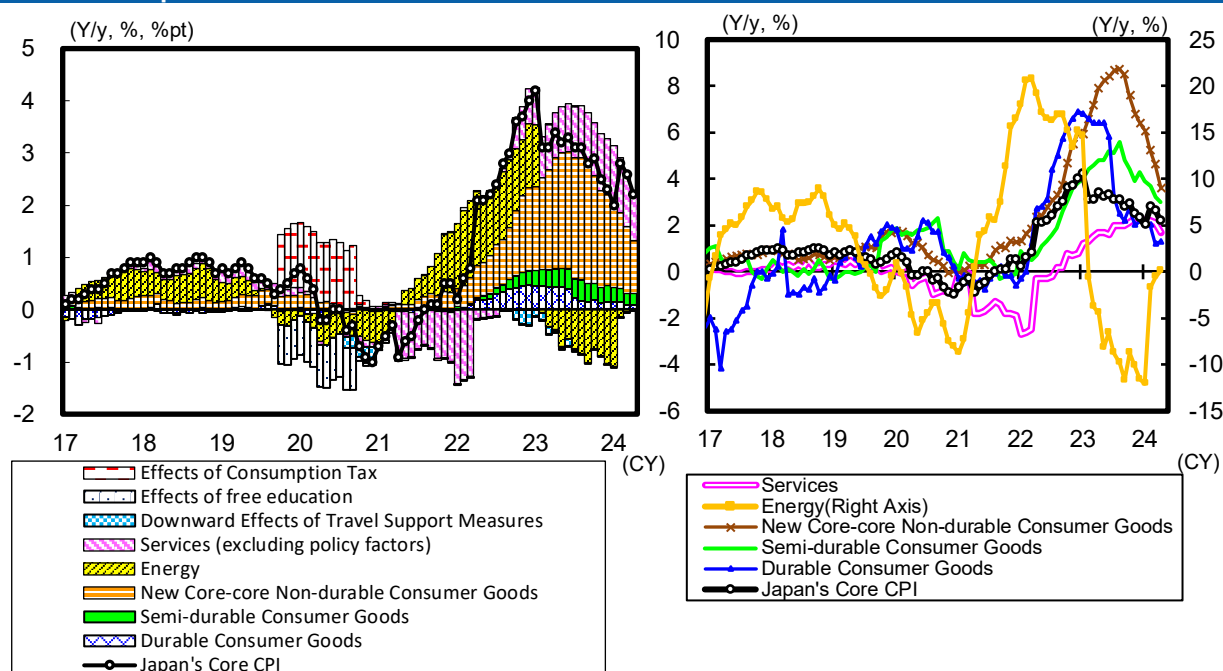 (Y/y, %, %pt)
5
4
3
2
1
0
-1
-2
17 18 19 20 21 22 23 24
(CY)
Effects of Consumption Tax
Effects of free education
Downward Effects of Travel Support Measures
Services (excluding policy factors)
Energy
New Core-core Non-durable Consumer Goods
Semi-durable Consumer Goods
Durable Consumer Goods
Japan's Core CPI
(Y/y, %) (Y/y, %)
10 25
8 20
6 15
4 10
2 5
0 0
-2 -5
-4 -10
-6 -15
17 18 19 20 21 22 23 24
(CY)
Services
Energy(Right Axis)
New Core-core Non-durable Consumer Goods
Semi-durable Consumer Goods
Durable Consumer Goods
Japan's Core CPI